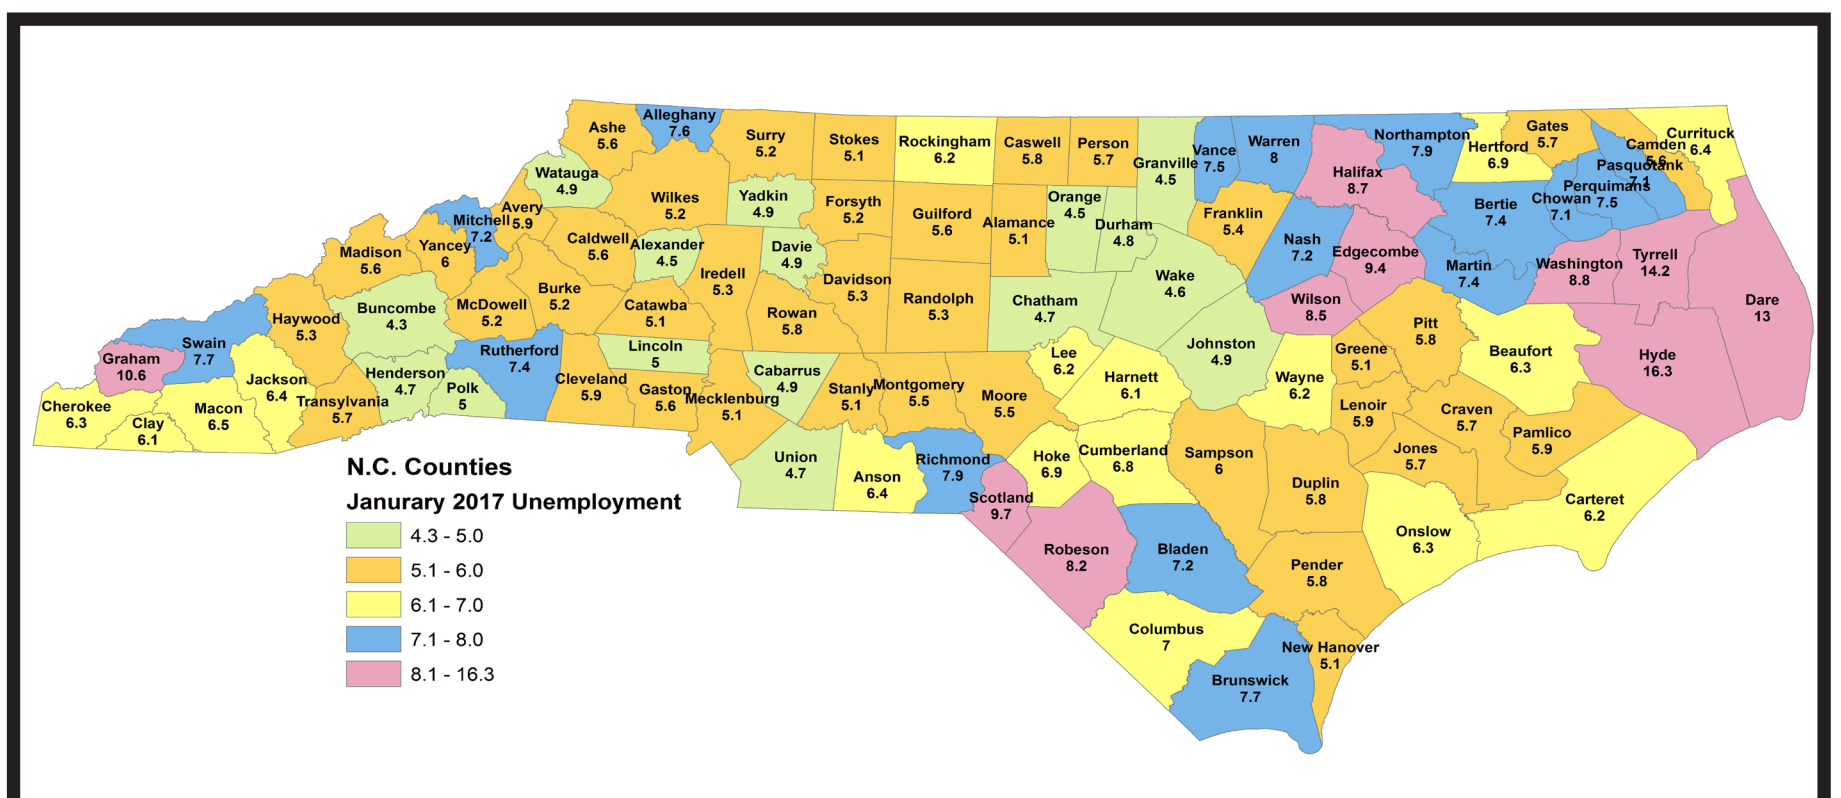 Alleghany
7.6
Ashe
5.6
Surry
5.2
Stokes
5.1
Rockingham
6.2
Caswell
5.8
Person
5.7
Granville
4.5
Vance
7.5
Warren
8
Northampton
7.9
Halifax
8.7
Hertford
6.9
Gates
5.7
Camden
5.6
Currituck
6.4
Pasquotank
7.1
Perquimans
7.5
Chowan
7.1
Bertie
7.4
Watauga
4.9
Wilkes
5.2
Yadkin
4.9
Forsyth
5.2
Guilford
5.6
Alamance
5.1
Orange
4.5
Durham
4.8
Franklin
5.4
Nash
7.2
Edgecombe
9.4
Martin
7.4
Washington
8.8
Tyrrell
14.2
Dare
13
Avery
5.9
Mitchell
7.2
Yancey
6
Madison
5.6
Caldwell
5.6
Alexander
4.5
Davie
4.9
Iredell
5.3
Davidson
5.3
Randolph
5.3
Chatham
4.7
Wake
4.6
Wilson
8.5
Pitt
5.8
Beaufort
6.3
Hyde
16.3
Haywood
5.3
Buncombe
4.3
McDowell
5.2
Burke
5.2
Catawba
5.1
Rowan
5.8
Lee
6.2
Johnston
4.9
Greene
5.1
Swain
7.7
Graham
10.6
Jackson
6.4
Henderson
4.7
Polk
5
Rutherford
7.4
Cleveland
5.9
Lincoln
5
Gaston
5.6
Mecklenburg
5.1
Cabarrus
4.9
Stanly
5.1
Montgomery
5.5
Moore
5.5
Harnett
6.1
Wayne
6.2
Lenoir
5.9
Craven
5.7
Pamlico
5.9
Cherokee
6.3
Clay
6.1
Macon
6.5
Transylvania
5.7
Union
4.7
Anson
6.4
Richmond
7.9
Scotland
9.7
Hoke
6.9
Cumberland
6.8
Sampson
6
Duplin
5.8
Jones
5.7
Carteret
6.2
Onslow
6.3
Robeson
8.2
Bladen
7.2
Pender
5.8
Columbus
7
New Hanover
5.1
Brunswick
7.7
N.C. Counties
Janurary 2017 Unemployment
4.3 - 5.0
5.1 - 6.0
6.1 - 7.0
7.1 - 8.0
8.1 - 16.3